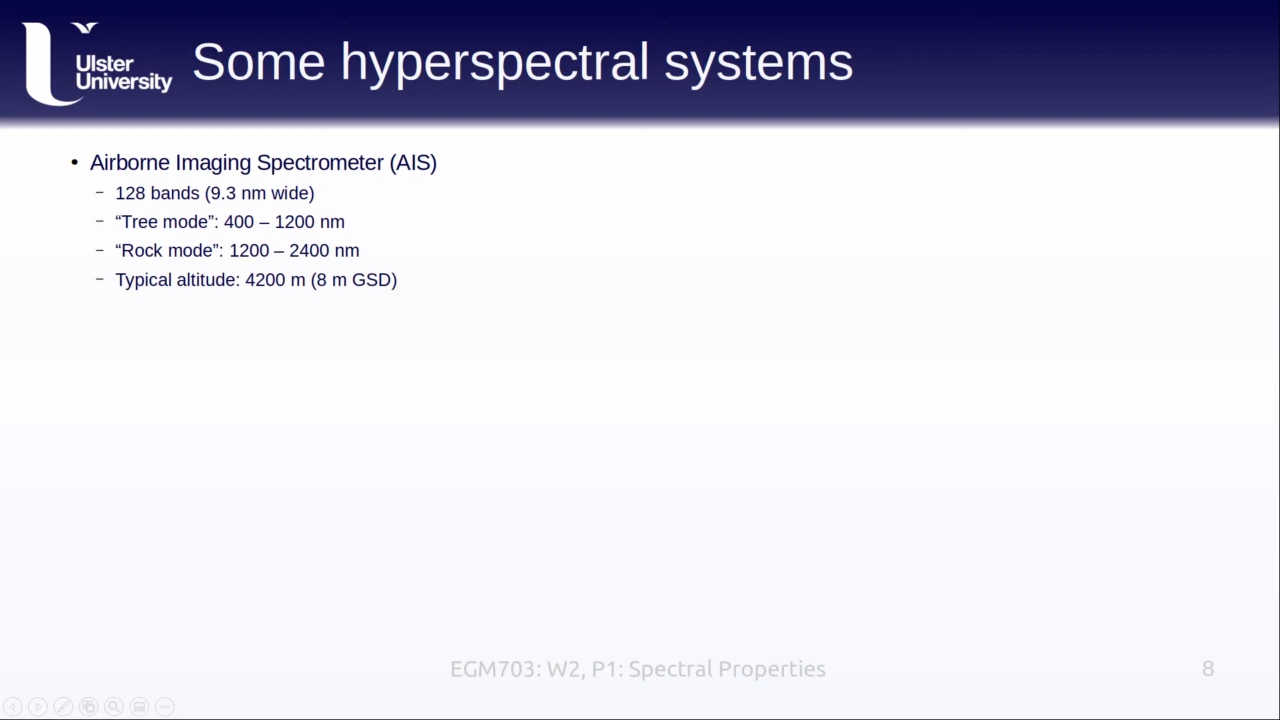 Ulster
University
Some hyperspectral systems
• Airborne Imaging Spectrometer (AIS)
– 128 bands (9.3 nm wide)
– “Tree mode”: 400 – 1200 nm
– “Rock mode”: 1200 – 2400 nm
– Typical altitude: 4200 m (8 m GSD)
EGM703: W2, P1: Spectral Properties
8